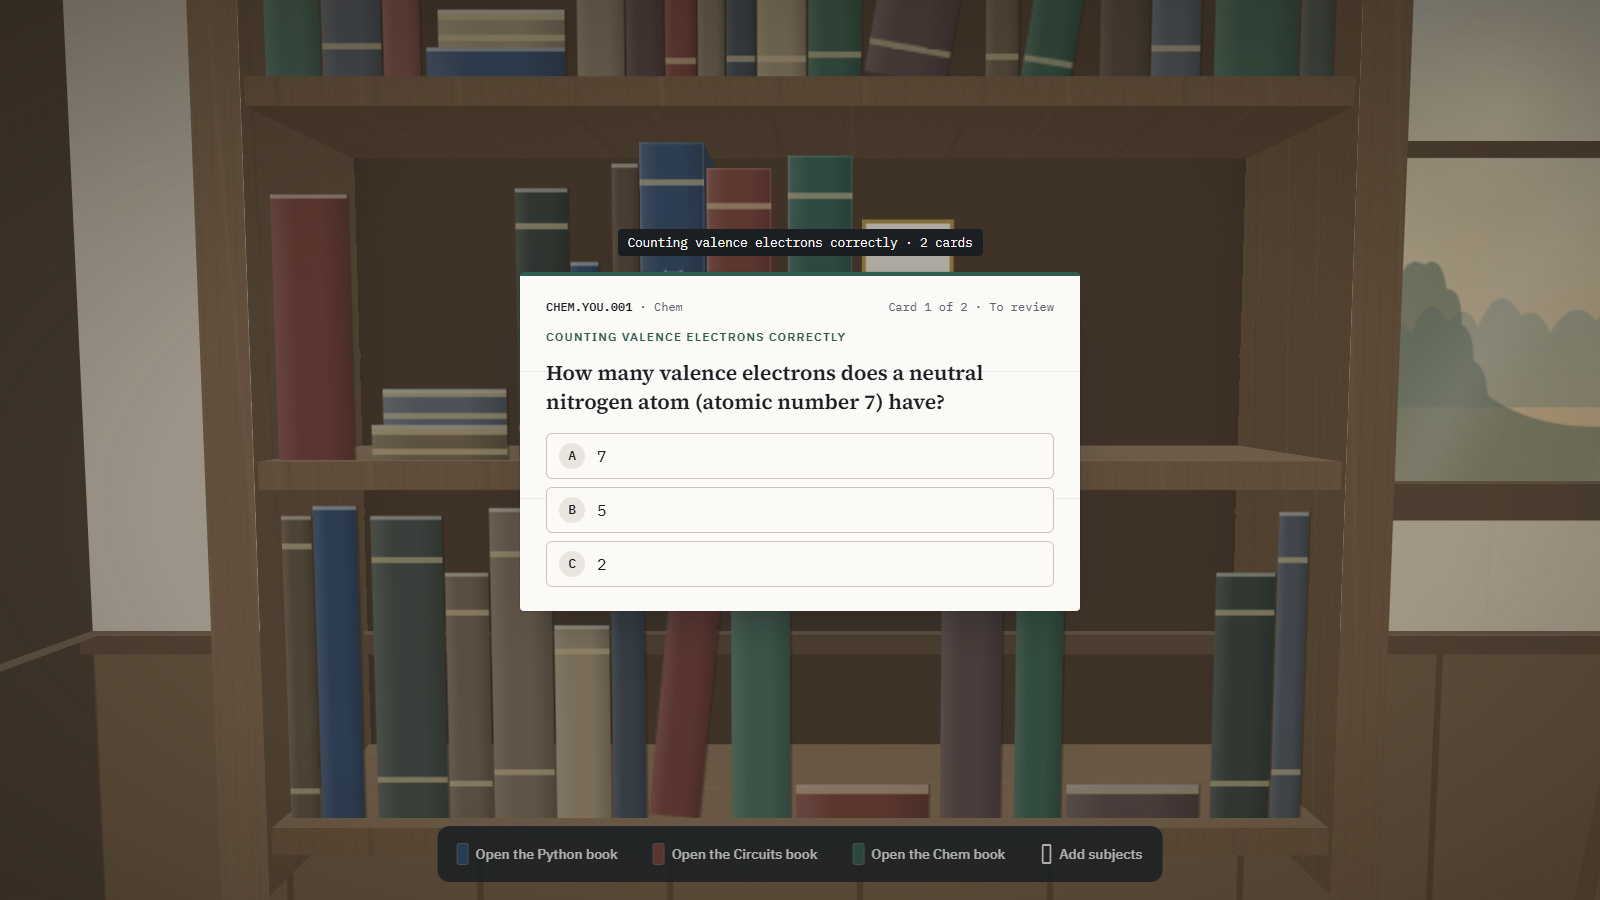 Counting valence electrons correctly · 2 cards
CHEM.YOU.001 · Chem
Card 1 of 2 · To review
COUNTING VALENCE ELECTRONS CORRECTLY
How many valence electrons does a neutral
nitrogen atom (atomic number 7) have?
A 7
B 5
C 2
Open the Python book
Open the Circuits book
Open the Chem book
Add subjects